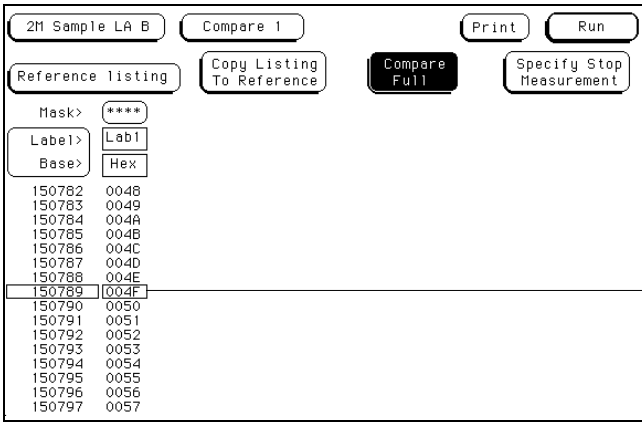 2M Sample LA B Compare 1 Print Run
Reference listing Copy Listing To Reference Compare Full Specify Stop Measurement
Mask> ****
Label> Lab1
Base> Hex
150782 0048
150783 0049
150784 004A
150785 004B
150786 004C
150787 004D
150788 004E
150789 004F
150790 0050
150791 0051
150792 0052
150793 0053
150794 0054
150795 0055
150796 0056
150797 0057